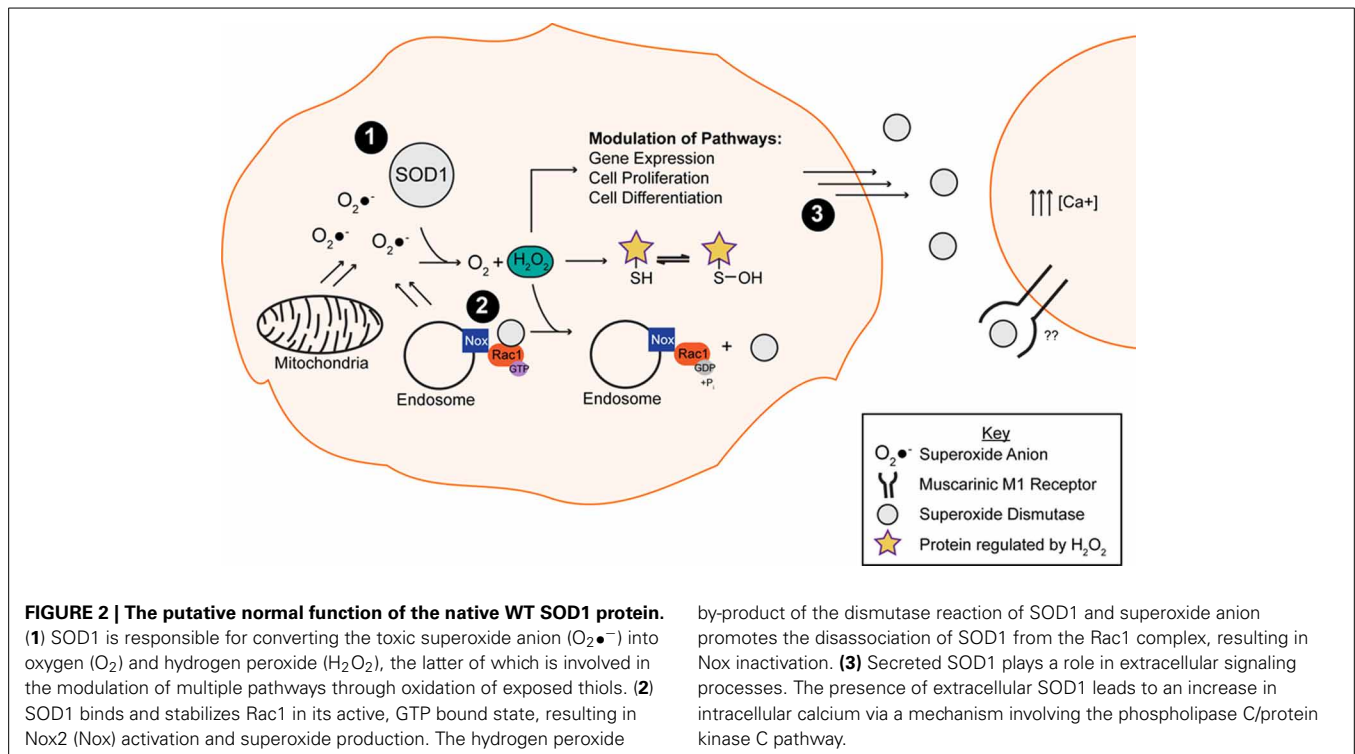 1
SOD1
O₂●⁻
O₂●⁻
O₂●⁻
Modulation of Pathways:
Gene Expression
Cell Proliferation
Cell Differentiation
3
↑↑↑ [Ca+]
O₂ + H₂O₂
SH
S–OH
2
Mitochondria
Nox
Rac1
GTP
Endosome
Nox
Rac1
GDP
+Pᵢ
+
Endosome
??
Key
O₂●⁻ Superoxide Anion
Muscarinic M1 Receptor
Superoxide Dismutase
Protein regulated by H₂O₂
FIGURE 2 | The putative normal function of the native WT SOD1 protein.
(1) SOD1 is responsible for converting the toxic superoxide anion (O₂●⁻) into
oxygen (O₂) and hydrogen peroxide (H₂O₂), the latter of which is involved in
the modulation of multiple pathways through oxidation of exposed thiols. (2)
SOD1 binds and stabilizes Rac1 in its active, GTP bound state, resulting in
Nox2 (Nox) activation and superoxide production. The hydrogen peroxide
by-product of the dismutase reaction of SOD1 and superoxide anion
promotes the disassociation of SOD1 from the Rac1 complex, resulting in
Nox inactivation. (3) Secreted SOD1 plays a role in extracellular signaling
processes. The presence of extracellular SOD1 leads to an increase in
intracellular calcium via a mechanism involving the phospholipase C/protein
kinase C pathway.